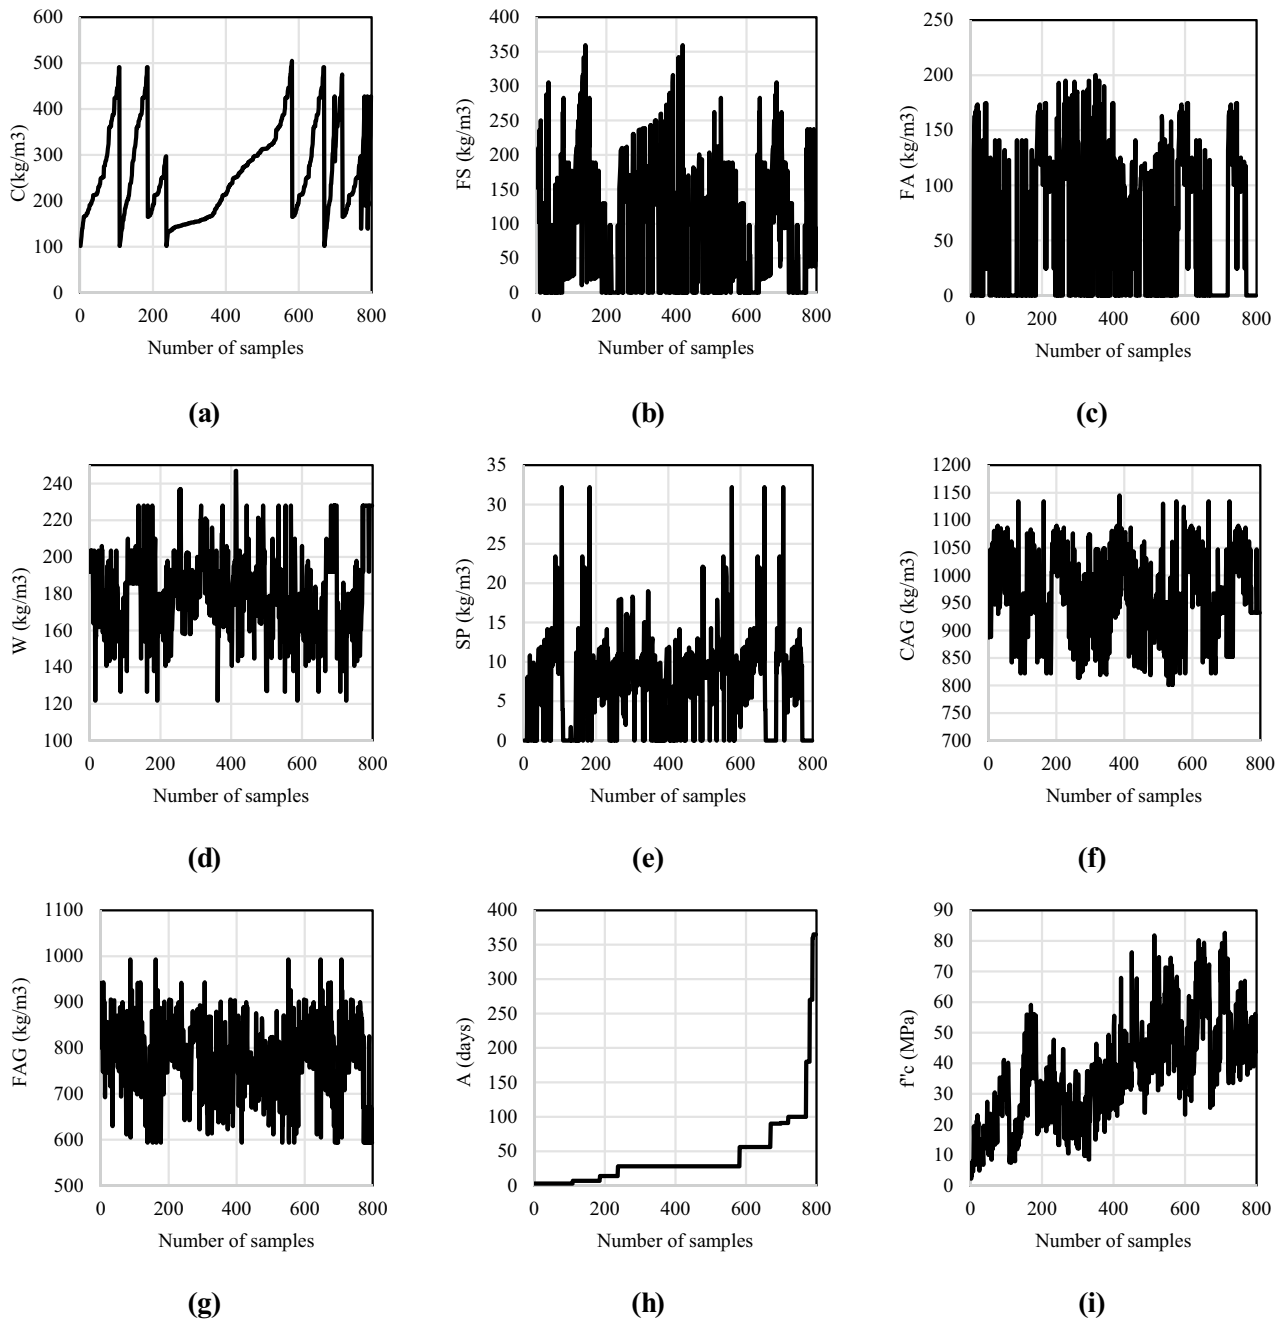 600
500
400
300
200
100
0
C(kg/m3)
0 200 400 600 800
Number of samples
(a)
400
350
300
250
200
150
100
50
0
FS (kg/m3)
0 200 400 600 800
Number of samples
(b)
250
200
150
100
50
0
FA (kg/m3)
0 200 400 600 800
Number of samples
(c)
240
220
200
180
160
140
120
100
W (kg/m3)
0 200 400 600 800
Number of samples
(d)
35
30
25
20
15
10
5
0
SP (kg/m3)
0 200 400 600 800
Number of samples
(e)
1200
1150
1100
1050
1000
950
900
850
800
750
700
CAG (kg/m3)
0 200 400 600 800
Number of samples
(f)
1100
1000
900
800
700
600
500
FAG (kg/m3)
0 200 400 600 800
Number of samples
(g)
400
350
300
250
200
150
100
50
0
A (days)
0 200 400 600 800
Number of samples
(h)
90
80
70
60
50
40
30
20
10
0
f''c (MPa)
0 200 400 600 800
Number of samples
(i)